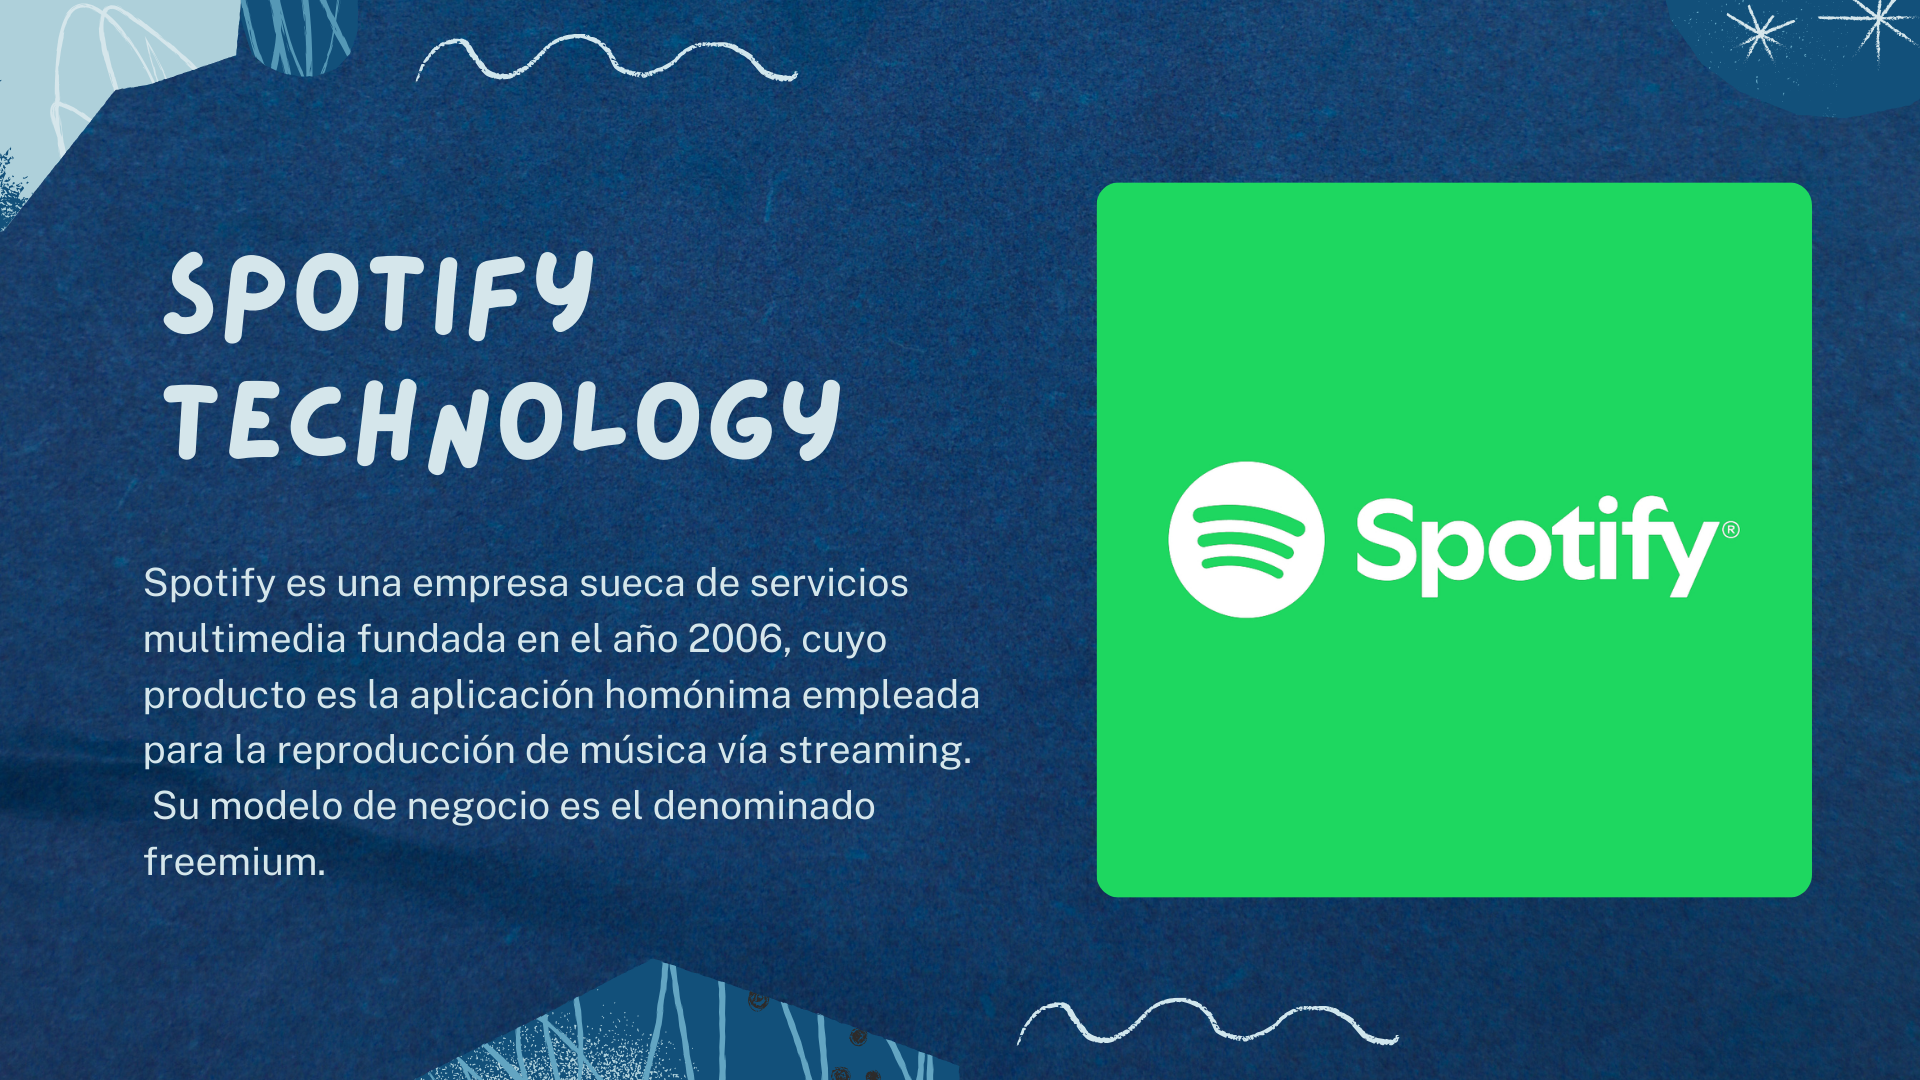 SPOTIFY
TECHNOLOGY
Spotify es una empresa sueca de servicios
multimedia fundada en el año 2006, cuyo
producto es la aplicación homónima empleada
para la reproducción de música vía streaming.
Su modelo de negocio es el denominado
freemium.
Spotify®